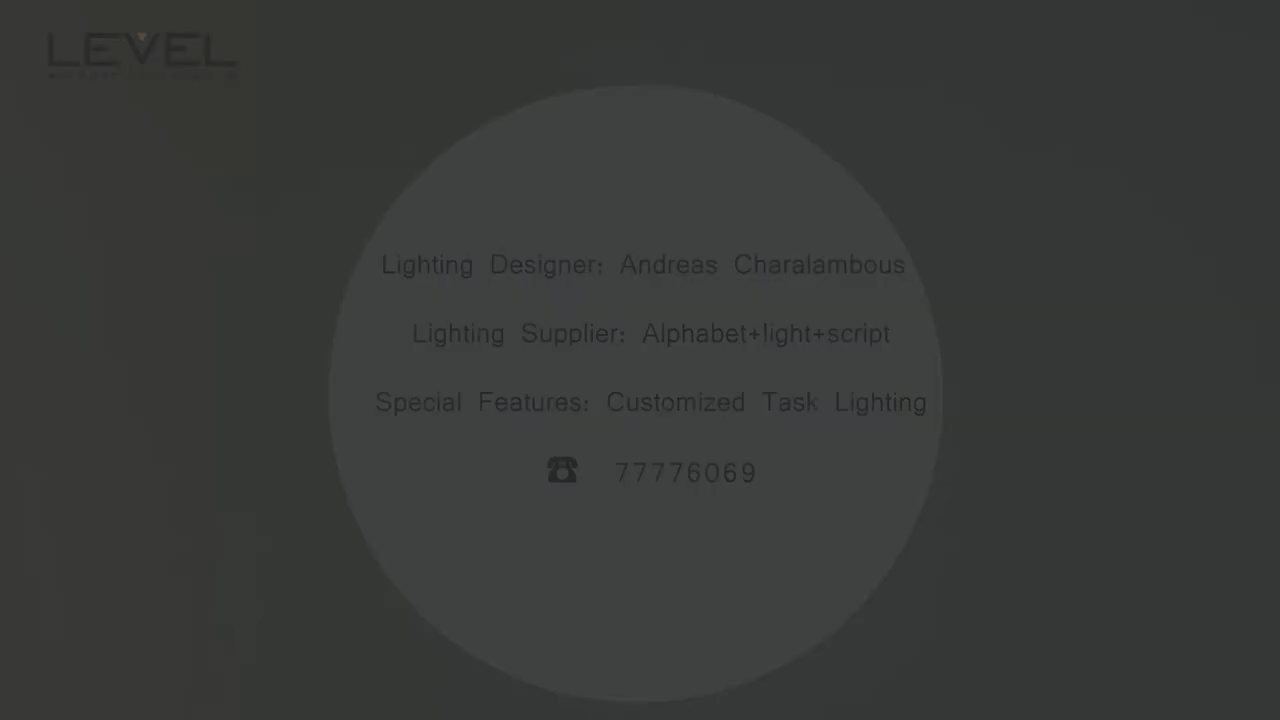 LEVEL
Lighting Designer: Andreas Charalambous
Lighting Supplier: Alphabet+light+script
Special Features: Customized Task Lighting
☎ 77776069